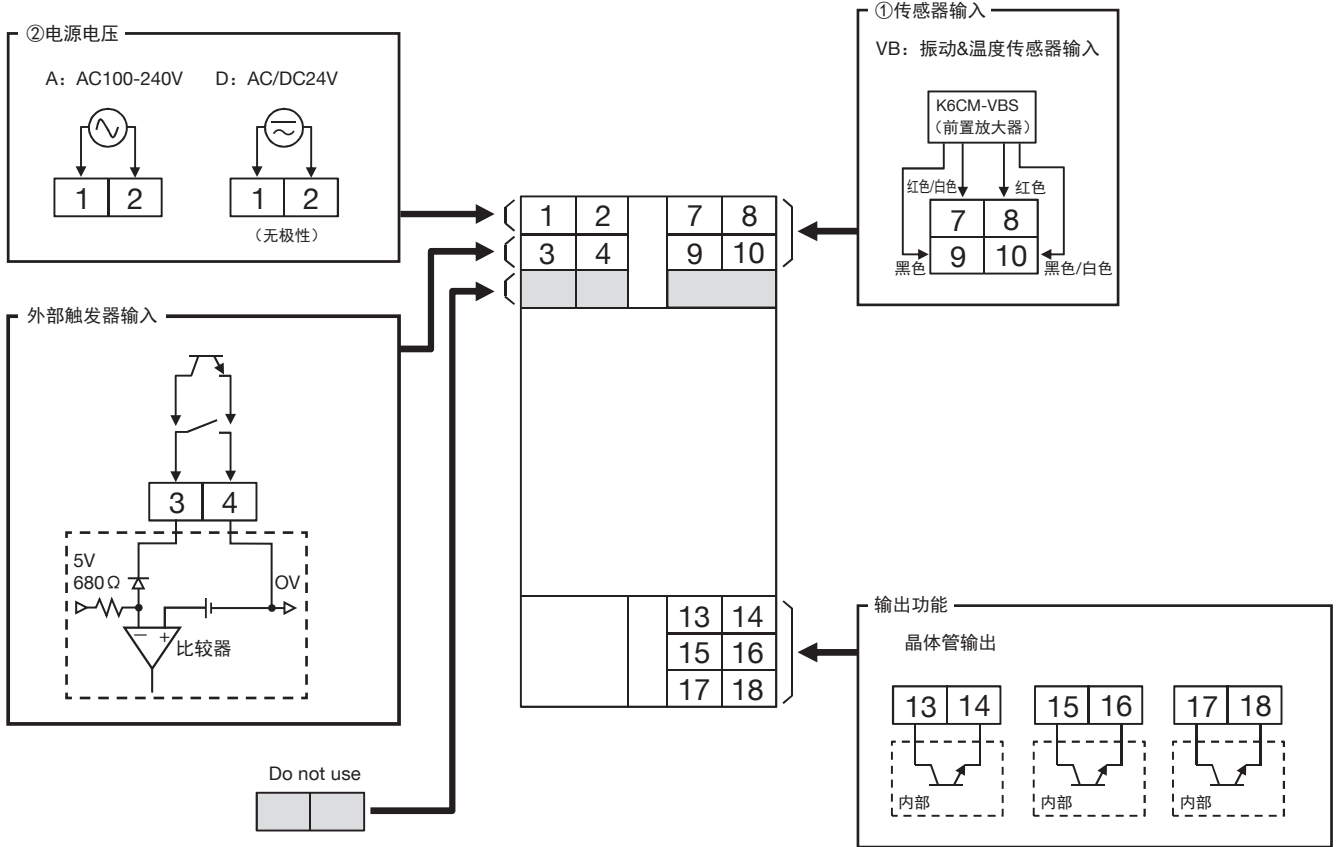 ②电源电压
A：AC100-240V D：AC/DC24V
1 2
1 2
（无极性）
外部触发器输入
3 4
5V
680Ω
0V
− +
比较器
Do not use
1 2 7 8
3 4 9 10
13 14
15 16
17 18
①传感器输入
VB：振动&温度传感器输入
K6CM-VBS
（前置放大器）
红色/白色 红色
7 8
9 10
黑色 黑色/白色
输出功能
晶体管输出
13 14 15 16 17 18
内部 内部 内部